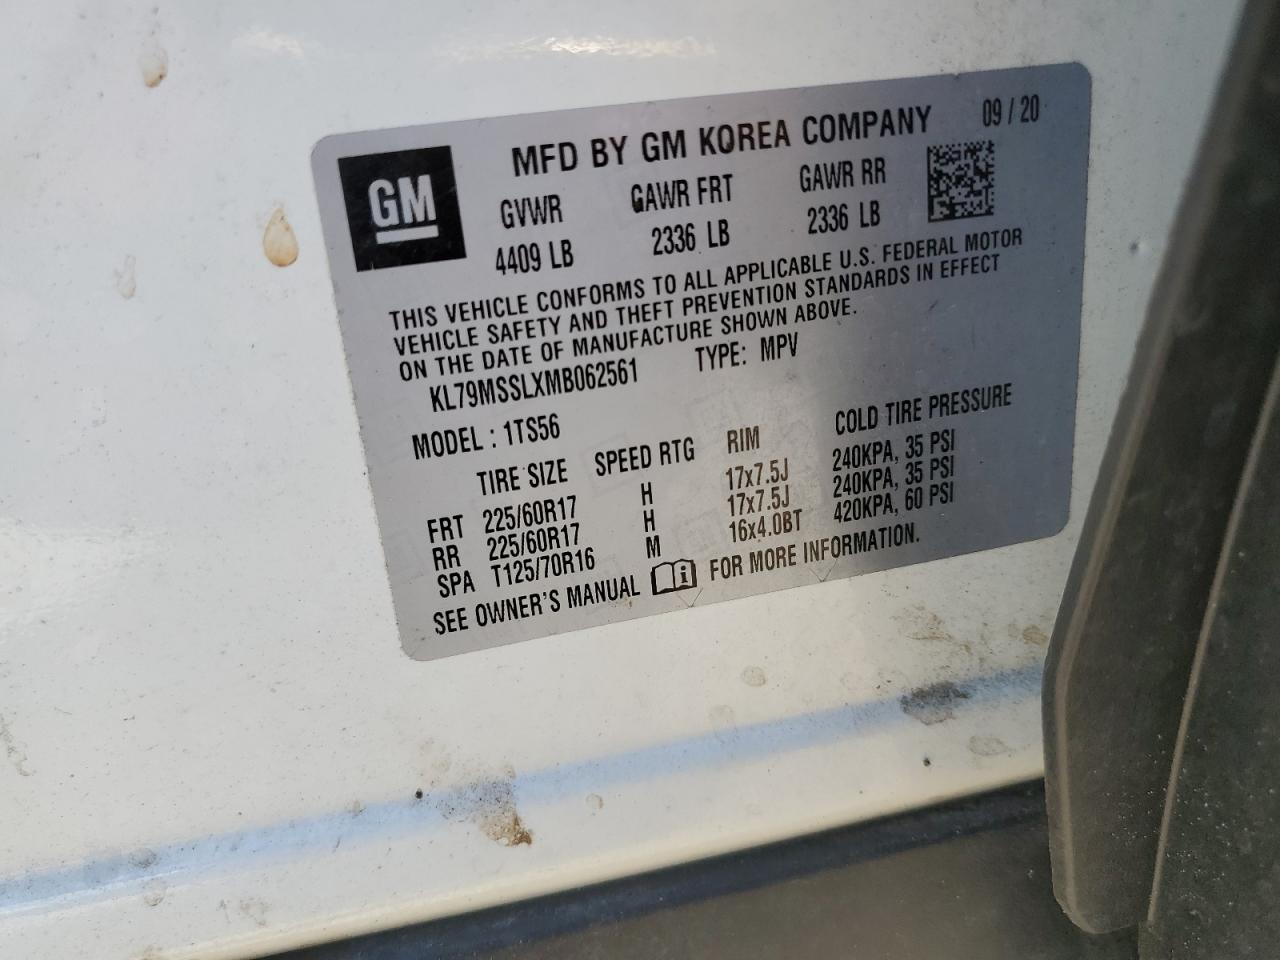 GM
MFD BY GM KOREA COMPANY 09 / 20
GVWR GAWR FRT GAWR RR
4409 LB 2336 LB 2336 LB
THIS VEHICLE CONFORMS TO ALL APPLICABLE U.S. FEDERAL MOTOR
VEHICLE SAFETY AND THEFT PREVENTION STANDARDS IN EFFECT
ON THE DATE OF MANUFACTURE SHOWN ABOVE.
KL79MSSLXMB062561 TYPE: MPV
MODEL : 1TS56
TIRE SIZE SPEED RTG RIM COLD TIRE PRESSURE
FRT 225/60R17 H 17x7.5J 240KPA, 35 PSI
RR 225/60R17 H 17x7.5J 240KPA, 35 PSI
SPA T125/70R16 M 16x4.0BT 420KPA, 60 PSI
SEE OWNER'S MANUAL i FOR MORE INFORMATION.